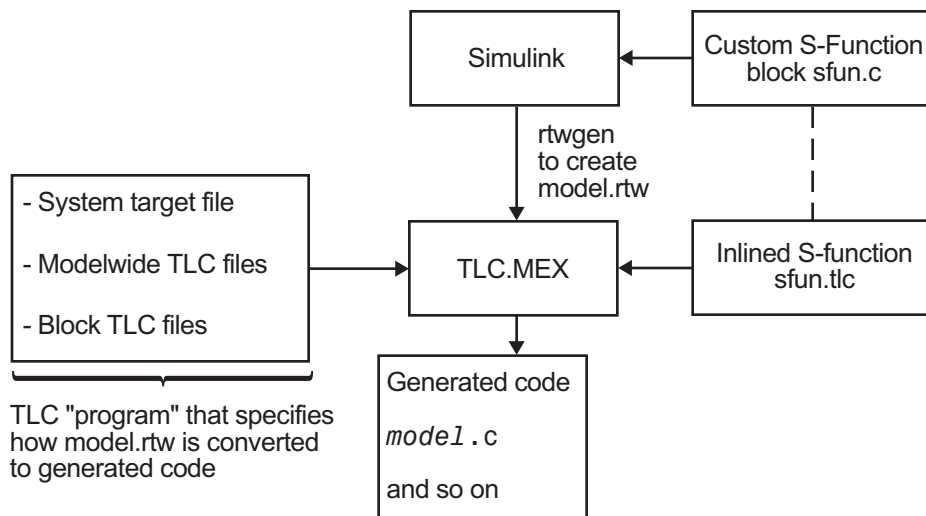 Simulink
Custom S-Function
block sfun.c
rtwgen
to create
model.rtw
- System target file
- Modelwide TLC files
- Block TLC files
TLC.MEX
Inlined S-function
sfun.tlc
TLC "program" that specifies
how model.rtw is converted
to generated code
Generated code
model.c
and so on